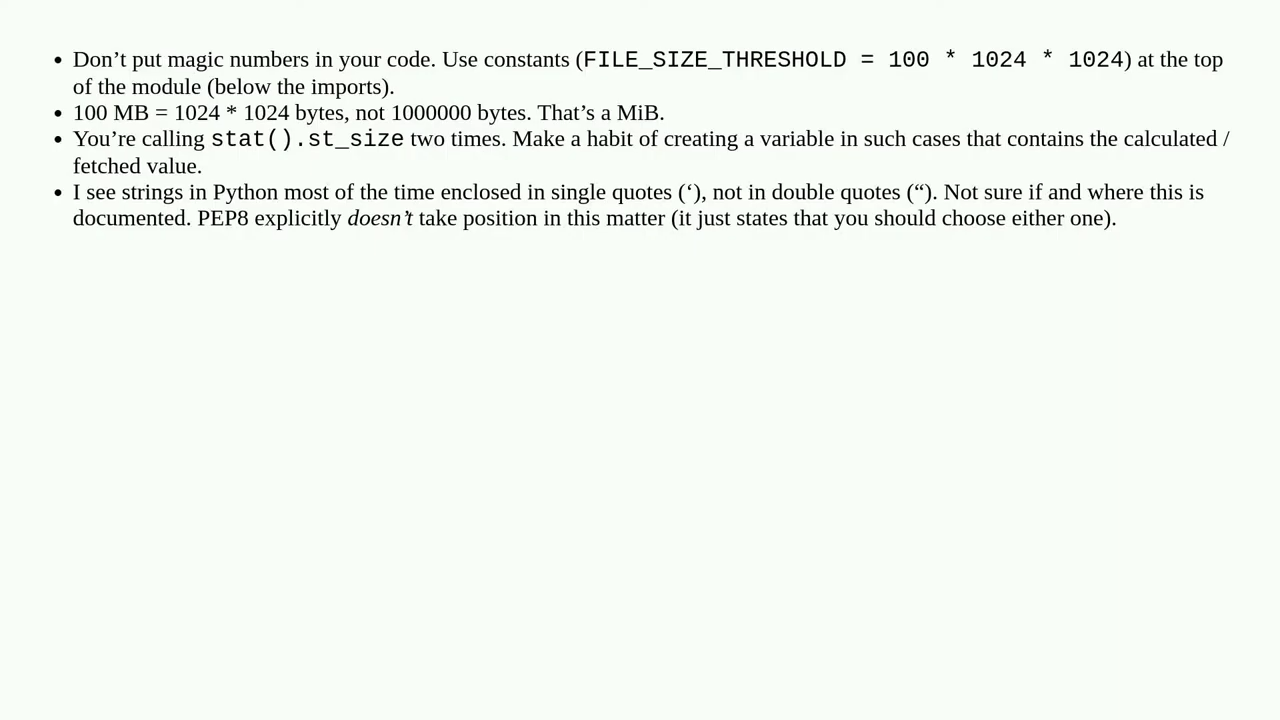 • Don’t put magic numbers in your code. Use constants (FILE_SIZE_THRESHOLD = 100 * 1024 * 1024) at the top
of the module (below the imports).
• 100 MB = 1024 * 1024 bytes, not 1000000 bytes. That’s a MiB.
• You’re calling stat().st_size two times. Make a habit of creating a variable in such cases that contains the calculated /
fetched value.
• I see strings in Python most of the time enclosed in single quotes (‘), not in double quotes (“). Not sure if and where this is
documented. PEP8 explicitly doesn’t take position in this matter (it just states that you should choose either one).